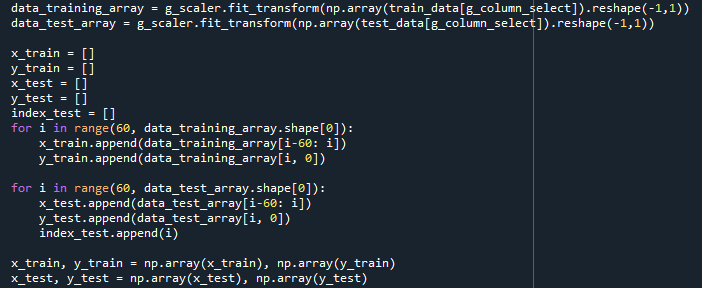 data_training_array = g_scaler.fit_transform(np.array(train_data[g_column_select]).reshape(-1,1))
data_test_array = g_scaler.fit_transform(np.array(test_data[g_column_select]).reshape(-1,1))

x_train = []
y_train = []
x_test = []
y_test = []
index_test = []
for i in range(60, data_training_array.shape[0]):
    x_train.append(data_training_array[i-60: i])
    y_train.append(data_training_array[i, 0])

for i in range(60, data_test_array.shape[0]):
    x_test.append(data_test_array[i-60: i])
    y_test.append(data_test_array[i, 0])
    index_test.append(i)

x_train, y_train = np.array(x_train), np.array(y_train)
x_test, y_test = np.array(x_test), np.array(y_test)